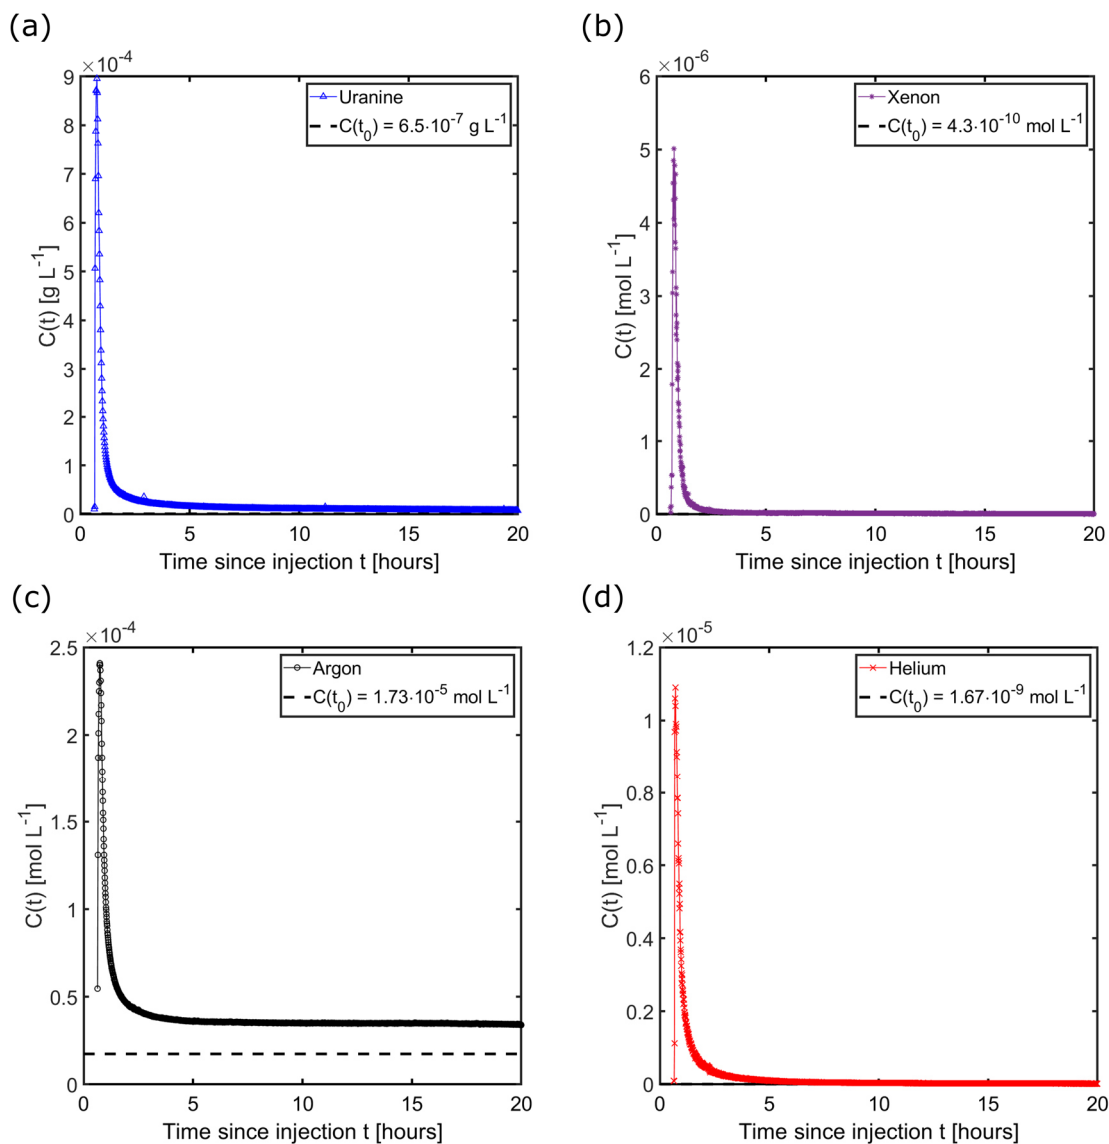 (a)
×10⁻⁴
9
8
7
6
5
4
3
2
1
0
C(t) [g L⁻¹]
Uranine
C(t₀) = 6.5·10⁻⁷ g L⁻¹
0 5 10 15 20
Time since injection t [hours]
(b)
×10⁻⁶
6
5
4
3
2
1
0
C(t) [mol L⁻¹]
Xenon
C(t₀) = 4.3·10⁻¹⁰ mol L⁻¹
0 5 10 15 20
Time since injection t [hours]
(c)
×10⁻⁴
2.5
2
1.5
1
0.5
0
C(t) [mol L⁻¹]
Argon
C(t₀) = 1.73·10⁻⁵ mol L⁻¹
0 5 10 15 20
Time since injection t [hours]
(d)
×10⁻⁵
1.2
1
0.8
0.6
0.4
0.2
0
C(t) [mol L⁻¹]
Helium
C(t₀) = 1.67·10⁻⁹ mol L⁻¹
0 5 10 15 20
Time since injection t [hours]